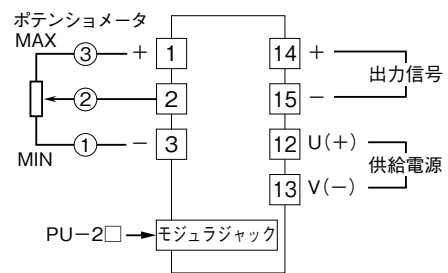 ポテンショメータ
MAX
③ + 1
14 +
出力信号
② 2
15 −
① − 3
12 U(+)
供給電源
MIN
13 V(−)
PU−2□ モジュラジャック